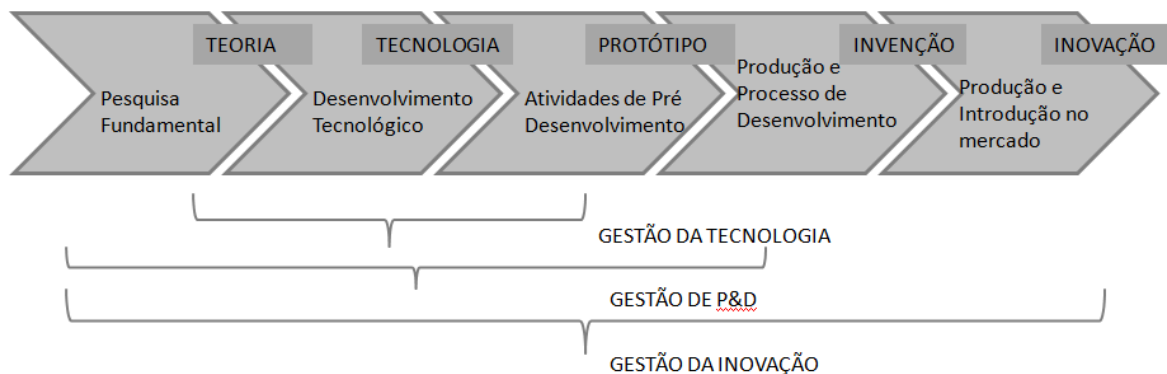 TEORIA
TECNOLOGIA
PROTÓTIPO
INVENÇÃO
INOVAÇÃO
Pesquisa
Fundamental
Desenvolvimento
Tecnológico
Atividades de Pré
Desenvolvimento
Produção e
Processo de
Desenvolvimento
Produção e
Introdução no
mercado
GESTÃO DA TECNOLOGIA
GESTÃO DE P&D
GESTÃO DA INOVAÇÃO